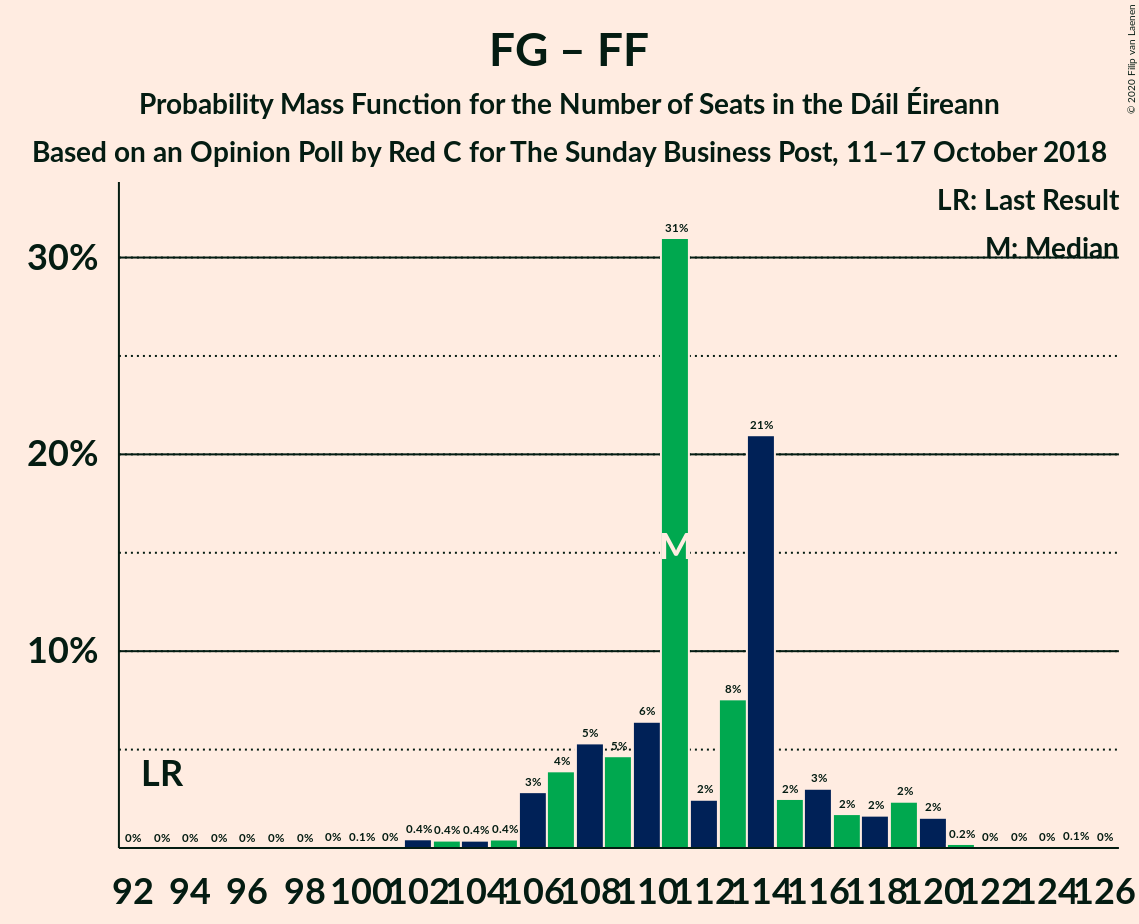 © 2020 Filip van Laenen
FG – FF
Probability Mass Function for the Number of Seats in the Dáil Éireann
Based on an Opinion Poll by Red C for The Sunday Business Post, 11–17 October 2018
LR: Last Result
M: Median
31%
30%
21%
20%
M
10%
8%
6%
5%
5%
4%
3%
3%
2%
2%
2%
2%
2%
2%
LR
0% 0% 0% 0% 0% 0% 0% 0% 0.1% 0% 0.4% 0.4% 0.4% 0.4% 0.2% 0% 0% 0% 0.1% 0%
92 94 96 98 100 102 104 106 108 110 112 114 116 118 120 122 124 126